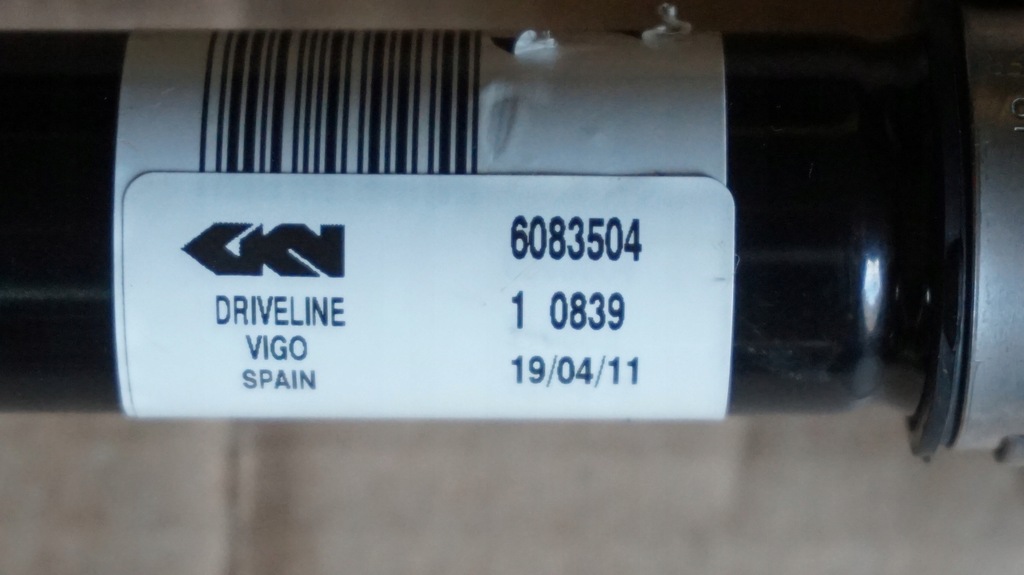 GKN
DRIVELINE
VIGO
SPAIN
6083504
1 0839
19/04/11